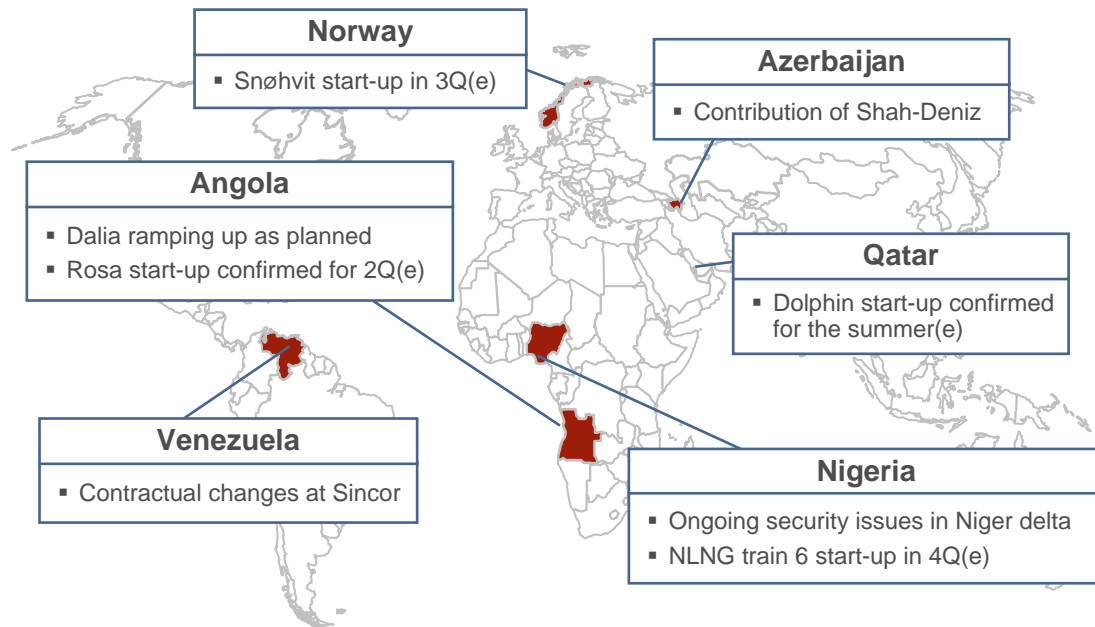 Norway
▪ Snøhvit start-up in 3Q(e)
Azerbaijan
▪ Contribution of Shah-Deniz
Angola
▪ Dalia ramping up as planned
▪ Rosa start-up confirmed for 2Q(e)
Qatar
▪ Dolphin start-up confirmed
for the summer(e)
Venezuela
▪ Contractual changes at Sincor
Nigeria
▪ Ongoing security issues in Niger delta
▪ NLNG train 6 start-up in 4Q(e)